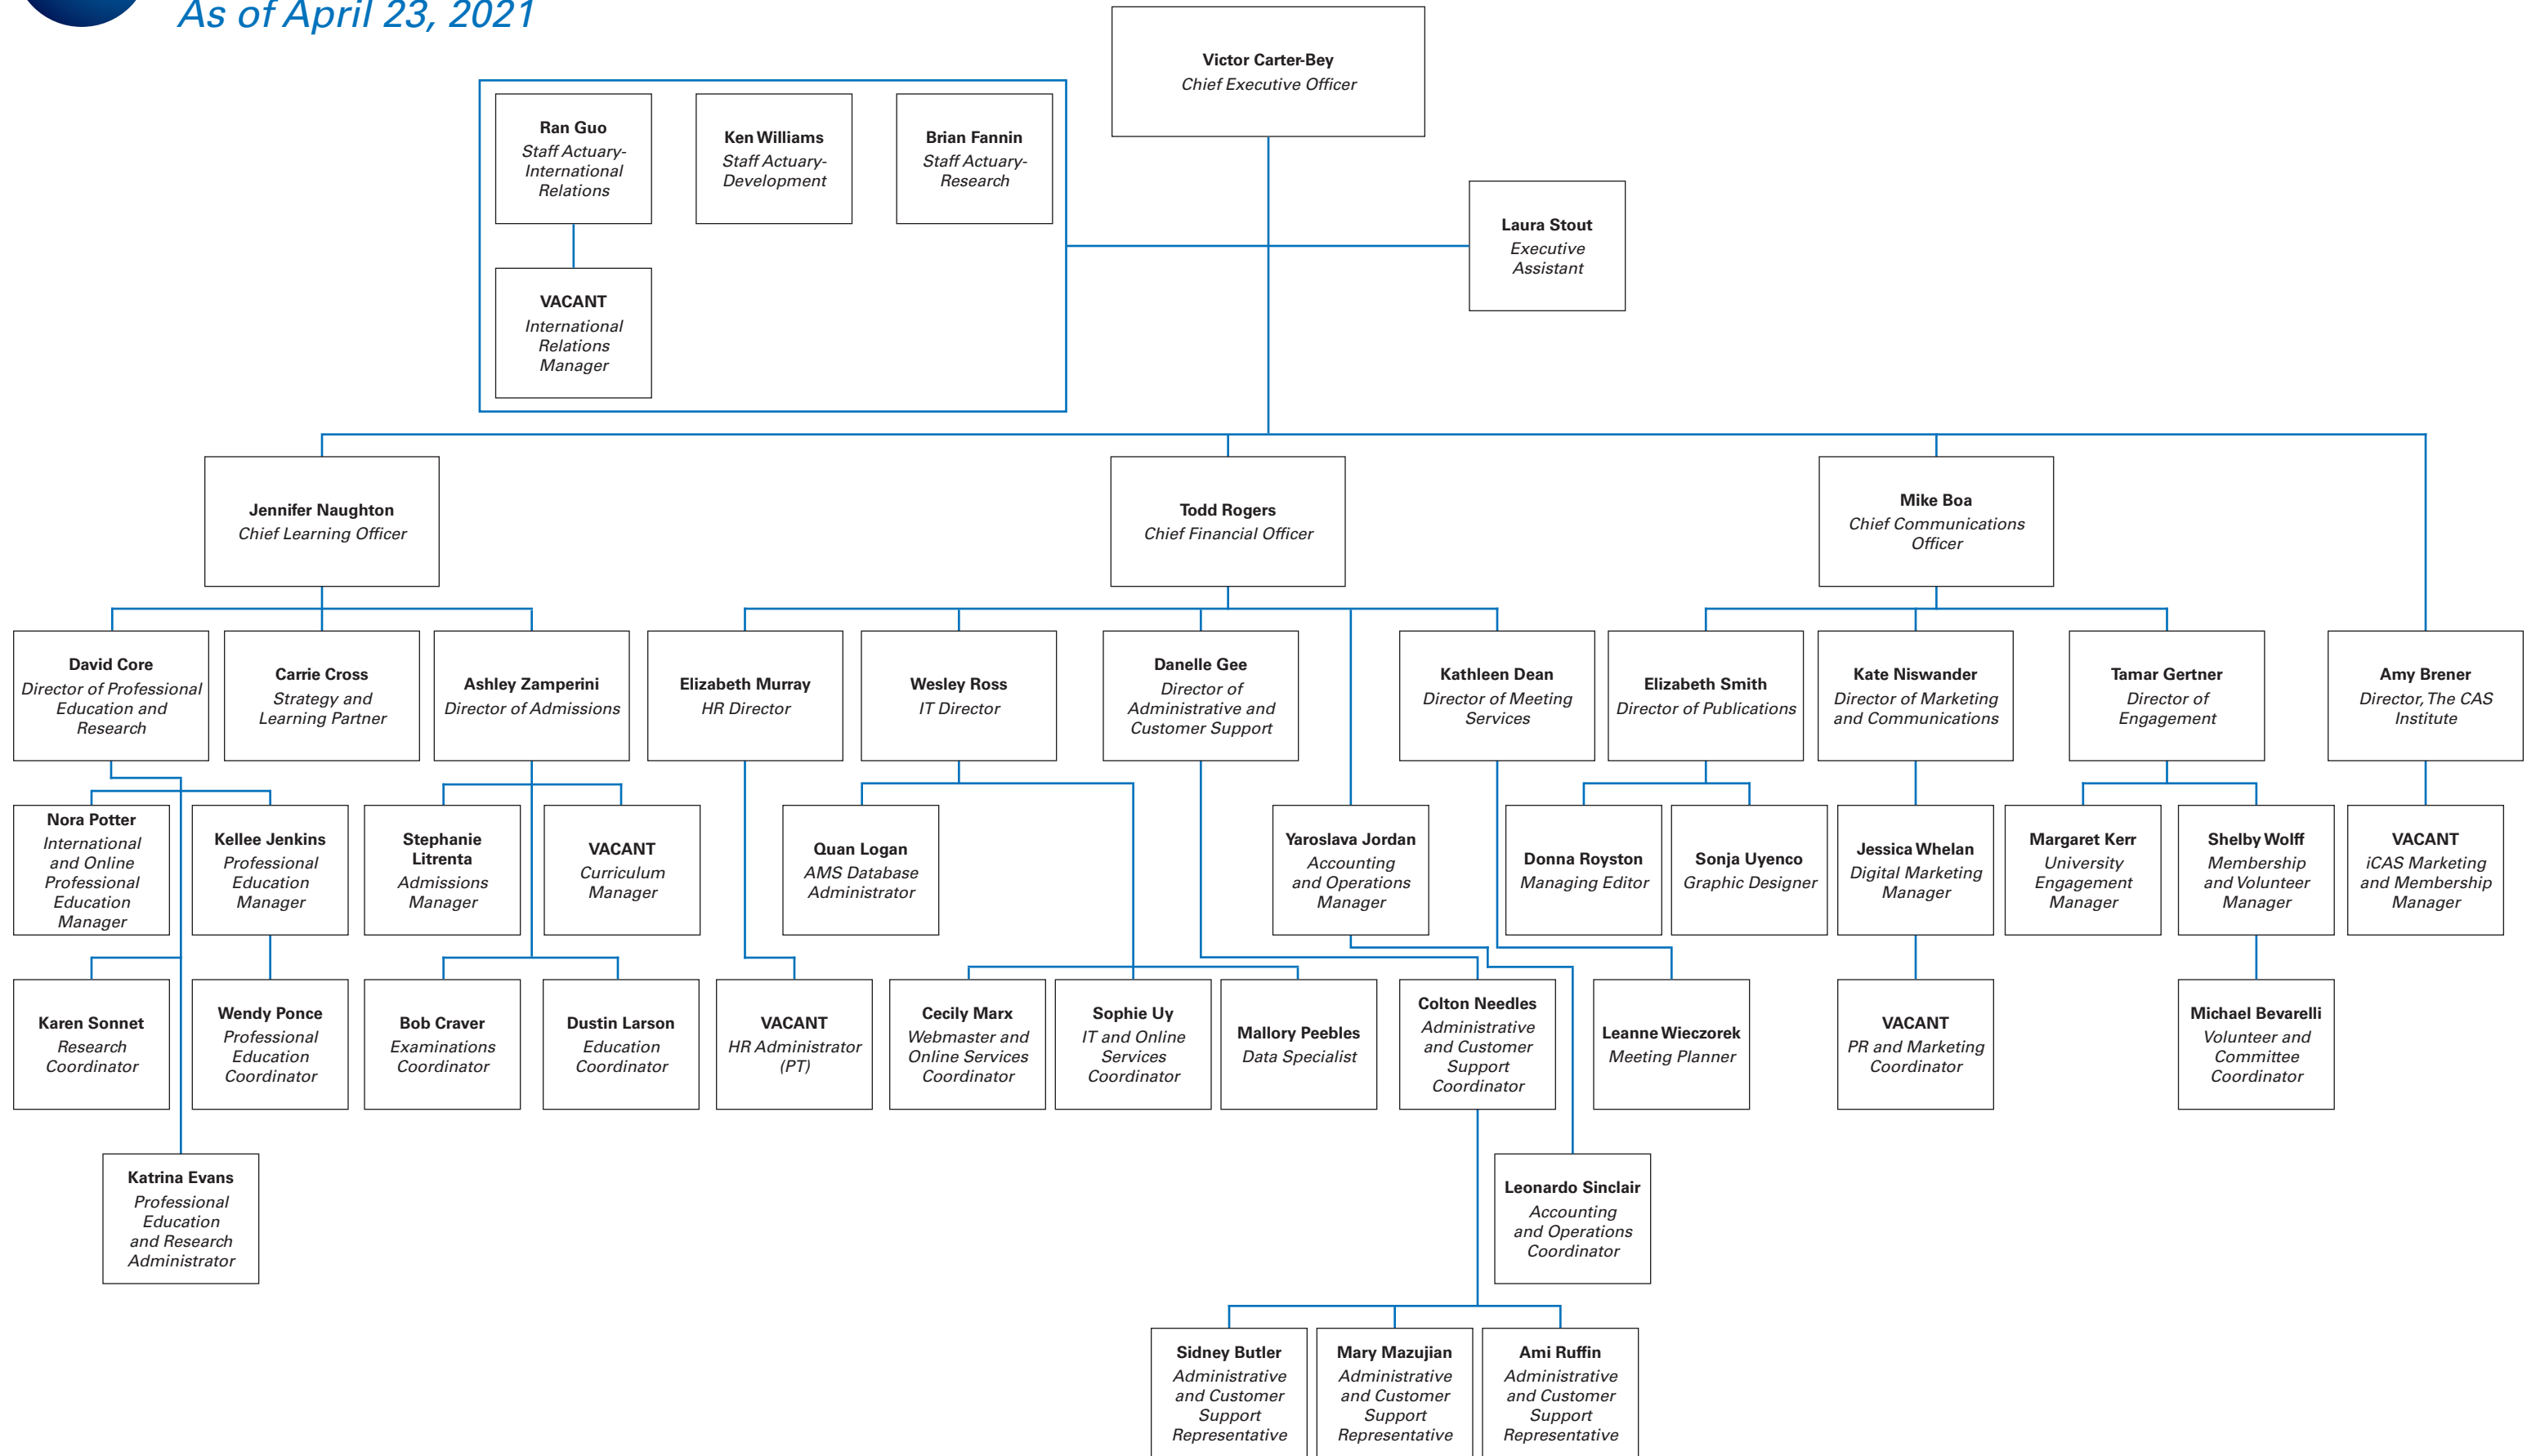 As of April 23, 2021
Victor Carter-Bey
Chief Executive Officer
Ran Guo
Staff Actuary-
International
Relations
Ken Williams
Staff Actuary-
Development
Brian Fannin
Staff Actuary-
Research
Laura Stout
Executive
Assistant
VACANT
International
Relations
Manager
Jennifer Naughton
Chief Learning Officer
Todd Rogers
Chief Financial Officer
Mike Boa
Chief Communications
Officer
David Core
Director of Professional
Education and
Research
Carrie Cross
Strategy and
Learning Partner
Ashley Zamperini
Director of Admissions
Elizabeth Murray
HR Director
Wesley Ross
IT Director
Danelle Gee
Director of
Administrative and
Customer Support
Kathleen Dean
Director of Meeting
Services
Elizabeth Smith
Director of Publications
Kate Niswander
Director of Marketing
and Communications
Tamar Gertner
Director of
Engagement
Amy Brener
Director, The CAS
Institute
Nora Potter
International
and Online
Professional
Education
Manager
Kellee Jenkins
Professional
Education
Manager
Stephanie
Litrenta
Admissions
Manager
VACANT
Curriculum
Manager
Quan Logan
AMS Database
Administrator
Yaroslava Jordan
Accounting
and Operations
Manager
Donna Royston
Managing Editor
Sonja Uyenco
Graphic Designer
Jessica Whelan
Digital Marketing
Manager
Margaret Kerr
University
Engagement
Manager
Shelby Wolff
Membership
and Volunteer
Manager
VACANT
iCAS Marketing
and Membership
Manager
Karen Sonnet
Research
Coordinator
Wendy Ponce
Professional
Education
Coordinator
Bob Craver
Examinations
Coordinator
Dustin Larson
Education
Coordinator
VACANT
HR Administrator
(PT)
Cecily Marx
Webmaster and
Online Services
Coordinator
Sophie Uy
IT and Online
Services
Coordinator
Mallory Peebles
Data Specialist
Colton Needles
Administrative
and Customer
Support
Coordinator
Leanne Wieczorek
Meeting Planner
VACANT
PR and Marketing
Coordinator
Michael Bevarelli
Volunteer and
Committee
Coordinator
Katrina Evans
Professional
Education
and Research
Administrator
Leonardo Sinclair
Accounting
and Operations
Coordinator
Sidney Butler
Administrative
and Customer
Support
Representative
Mary Mazujian
Administrative
and Customer
Support
Representative
Ami Ruffin
Administrative
and Customer
Support
Representative